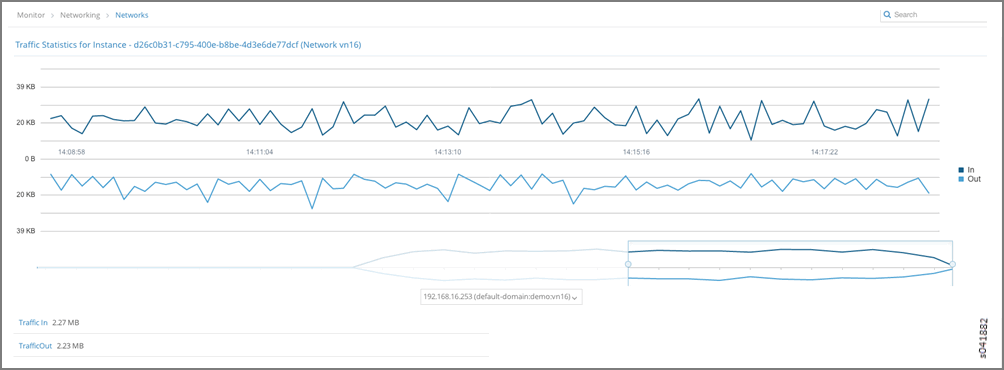 Monitor > Networking > Networks
Search
Traffic Statistics for Instance - d26c0b31-c795-400e-b8be-4d3e6de77dcf (Network vn16)
39 KB
20 KB
14:08:58 14:11:04 14:13:10 14:15:16 14:17:22
0 B
In
Out
20 KB
39 KB
192.168.16.253 (default-domain:demo:vn16)
Traffic In 2.27 MB
TrafficOut 2.23 MB
s041882